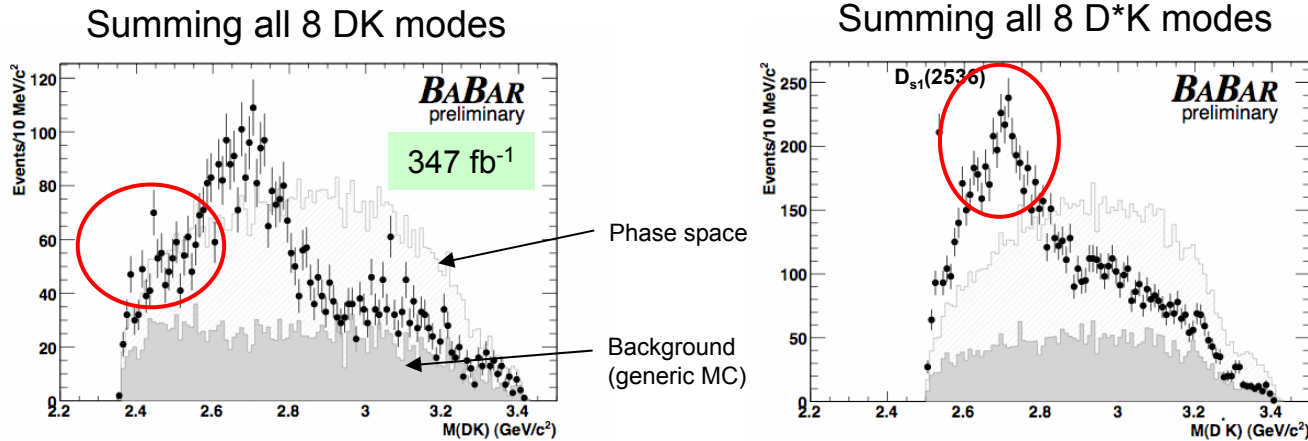 Summing all 8 DK modes
Events/10 MeV/c²
120
100
80
60
40
20
0
BABAR
preliminary
347 fb⁻¹
2.2 2.4 2.6 2.8 3 3.2 3.4
M(DK) (GeV/c²)
Phase space
Background
(generic MC)
Summing all 8 D*K modes
Events/10 MeV/c²
250
200
150
100
50
0
D_s1(2536)
BABAR
preliminary
2.2 2.4 2.6 2.8 3 3.2 3.4
M(D*K) (GeV/c²)